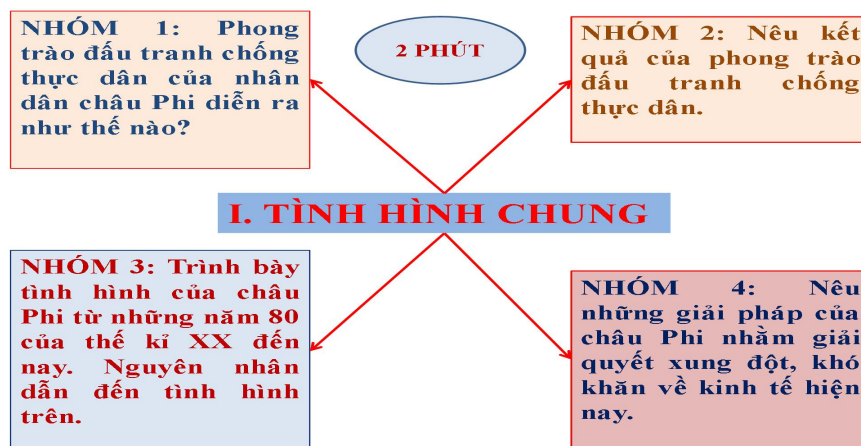 NHÓM 1: Phong
trào đấu tranh chống
thực dân của nhân
dân châu Phi diễn ra
như thế nào?
2 PHÚT
NHÓM 2: Nêu kết
quả của phong trào
đấu tranh chống
thực dân.
I. TÌNH HÌNH CHUNG
NHÓM 3: Trình bày
tình hình của châu
Phi từ những năm 80
của thế kỉ XX đến
nay. Nguyên nhân
dẫn đến tình hình
trên.
NHÓM 4: Nêu
những giải pháp của
châu Phi nhằm giải
quyết xung đột, khó
khăn về kinh tế hiện
nay.